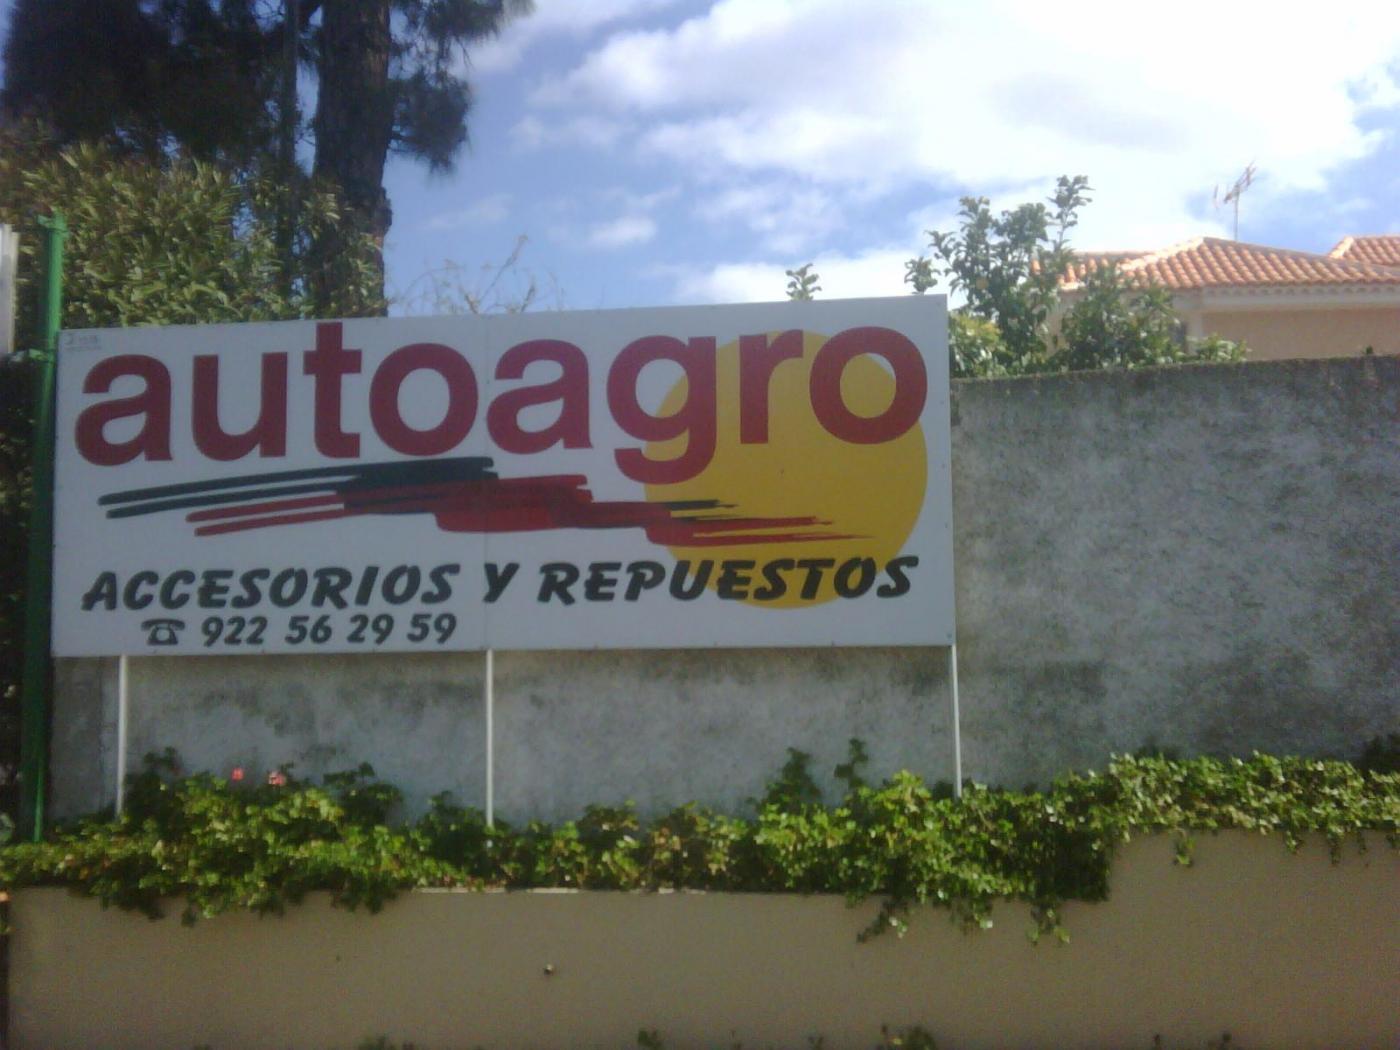 autoagro
ACCESORIOS Y REPUESTOS
☎ 922 56 29 59